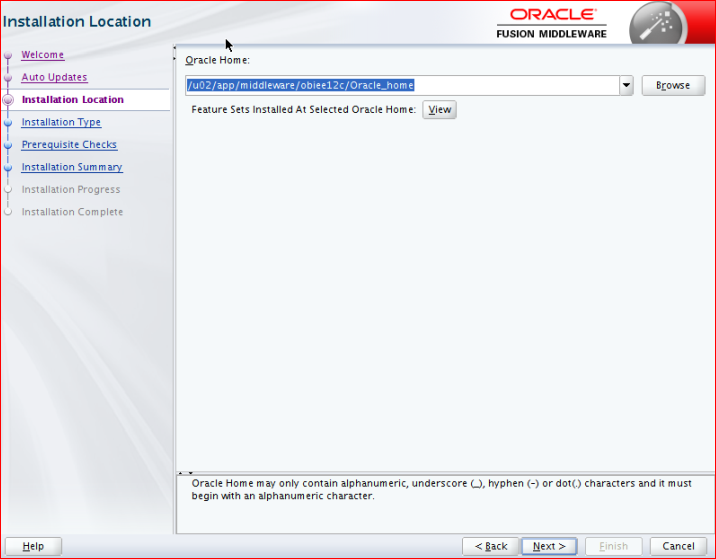 Installation Location
ORACLE
FUSION MIDDLEWARE
Welcome
Auto Updates
Installation Location
Installation Type
Prerequisite Checks
Installation Summary
Installation Progress
Installation Complete
Oracle Home:
/u02/app/middleware/obiee12c/Oracle_home
Browse
Feature Sets Installed At Selected Oracle Home: View
Oracle Home may only contain alphanumeric, underscore (_), hyphen (-) or dot(.) characters and it must
begin with an alphanumeric character.
Help
< Back
Next >
Finish
Cancel